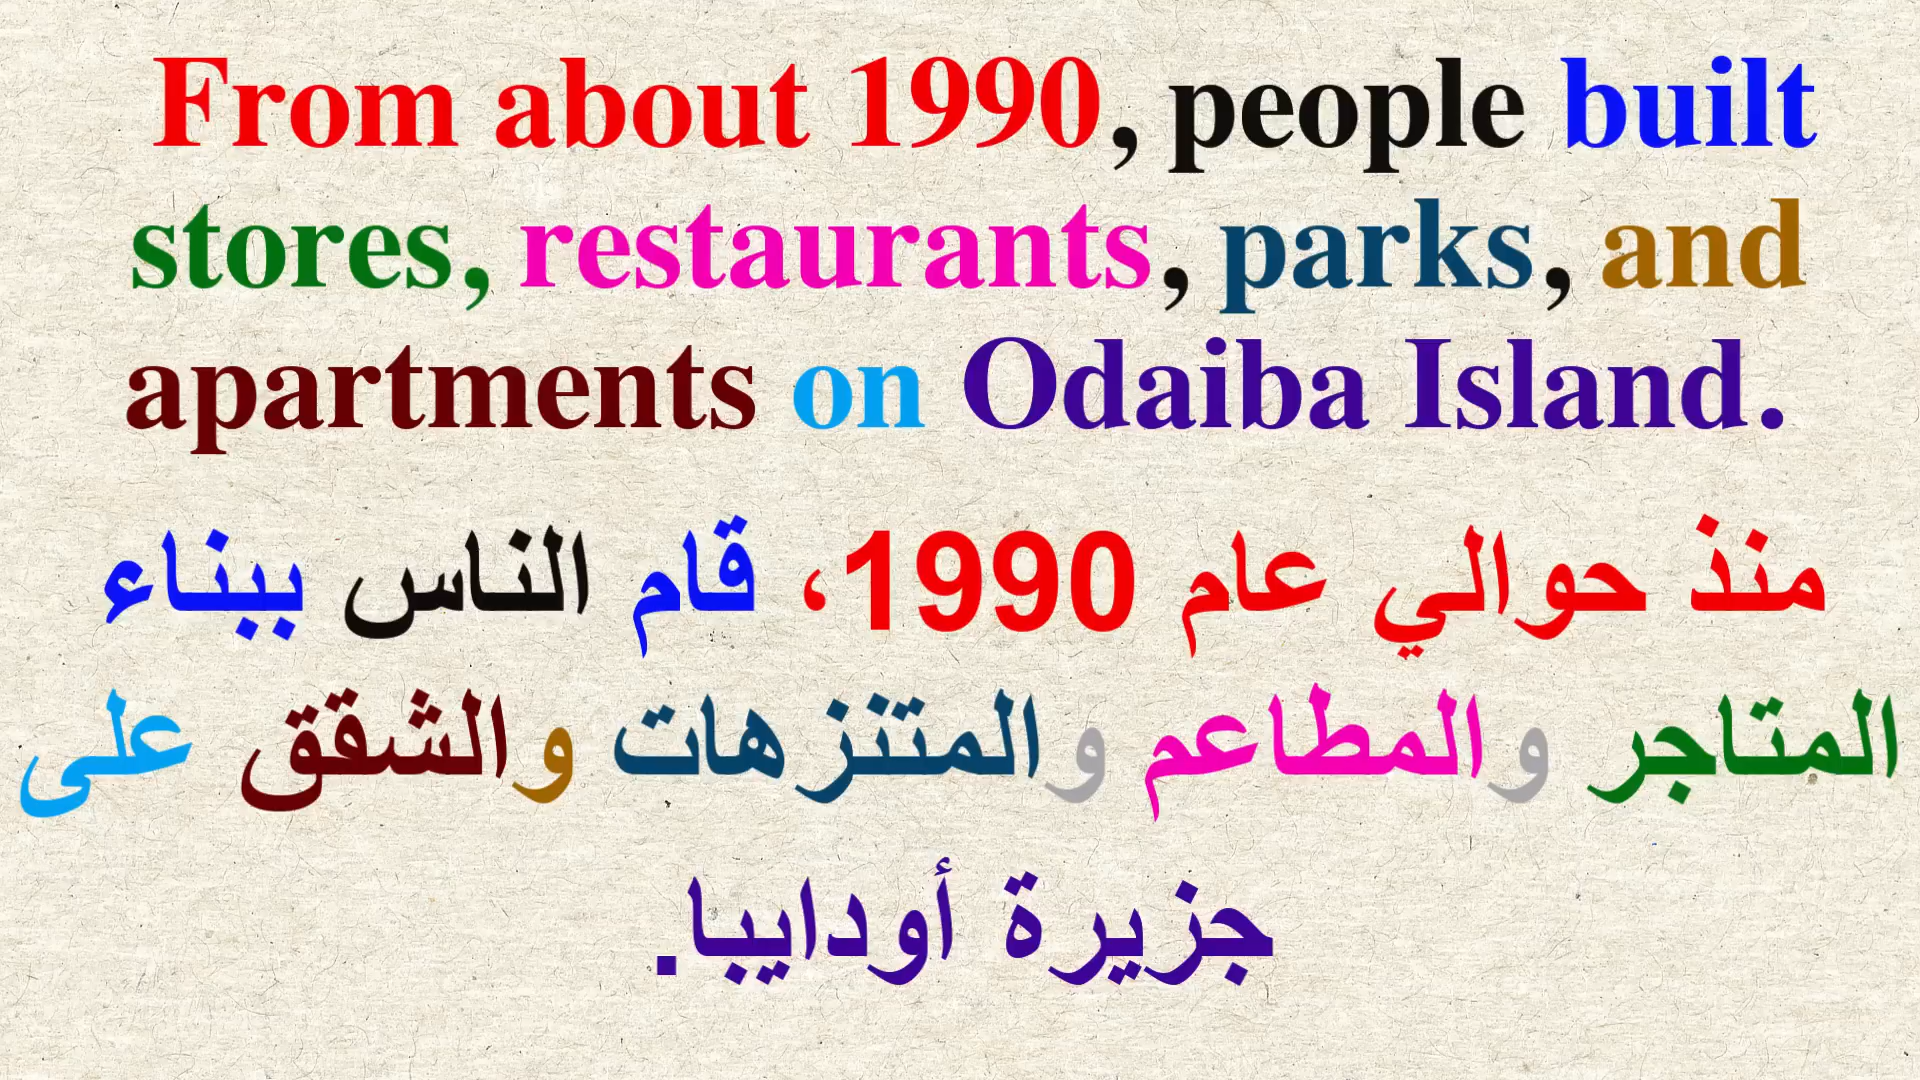 From about 1990, people built
stores, restaurants, parks, and
apartments on Odaiba Island.
منذ حوالي عام 1990، قام الناس ببناء
المتاجر والمطاعم والمتنزهات والشقق على
جزيرة أودايبا.